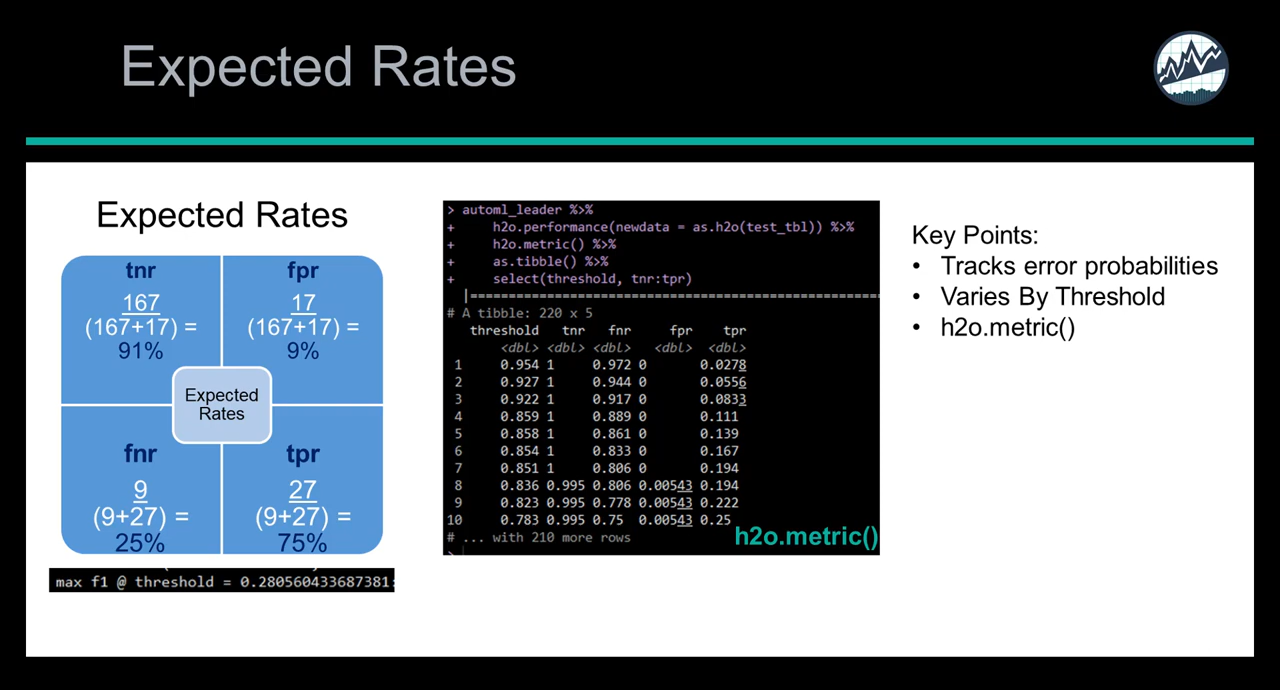 Expected Rates
Expected Rates
tnr
167
(167+17) =
91%
fpr
17
(167+17) =
9%
Expected
Rates
fnr
9
(9+27) =
25%
tpr
27
(9+27) =
75%
max f1 @ threshold = 0.280560433687381:
> automl_leader %>%
+ h2o.performance(newdata = as.h2o(test_tbl)) %>%
+ h2o.metric() %>%
+ as.tibble() %>%
+ select(threshold, tnr:tpr)
|==========================================================
# A tibble: 220 x 5
threshold tnr fnr fpr tpr
<dbl> <dbl> <dbl> <dbl> <dbl>
1 0.954 1 0.972 0 0.0278
2 0.927 1 0.944 0 0.0556
3 0.922 1 0.917 0 0.0833
4 0.859 1 0.889 0 0.111
5 0.858 1 0.861 0 0.139
6 0.854 1 0.833 0 0.167
7 0.851 1 0.806 0 0.194
8 0.836 0.995 0.806 0.00543 0.194
9 0.823 0.995 0.778 0.00543 0.222
10 0.783 0.995 0.75 0.00543 0.25
# ... with 210 more rows
h2o.metric()
Key Points:
• Tracks error probabilities
• Varies By Threshold
• h2o.metric()